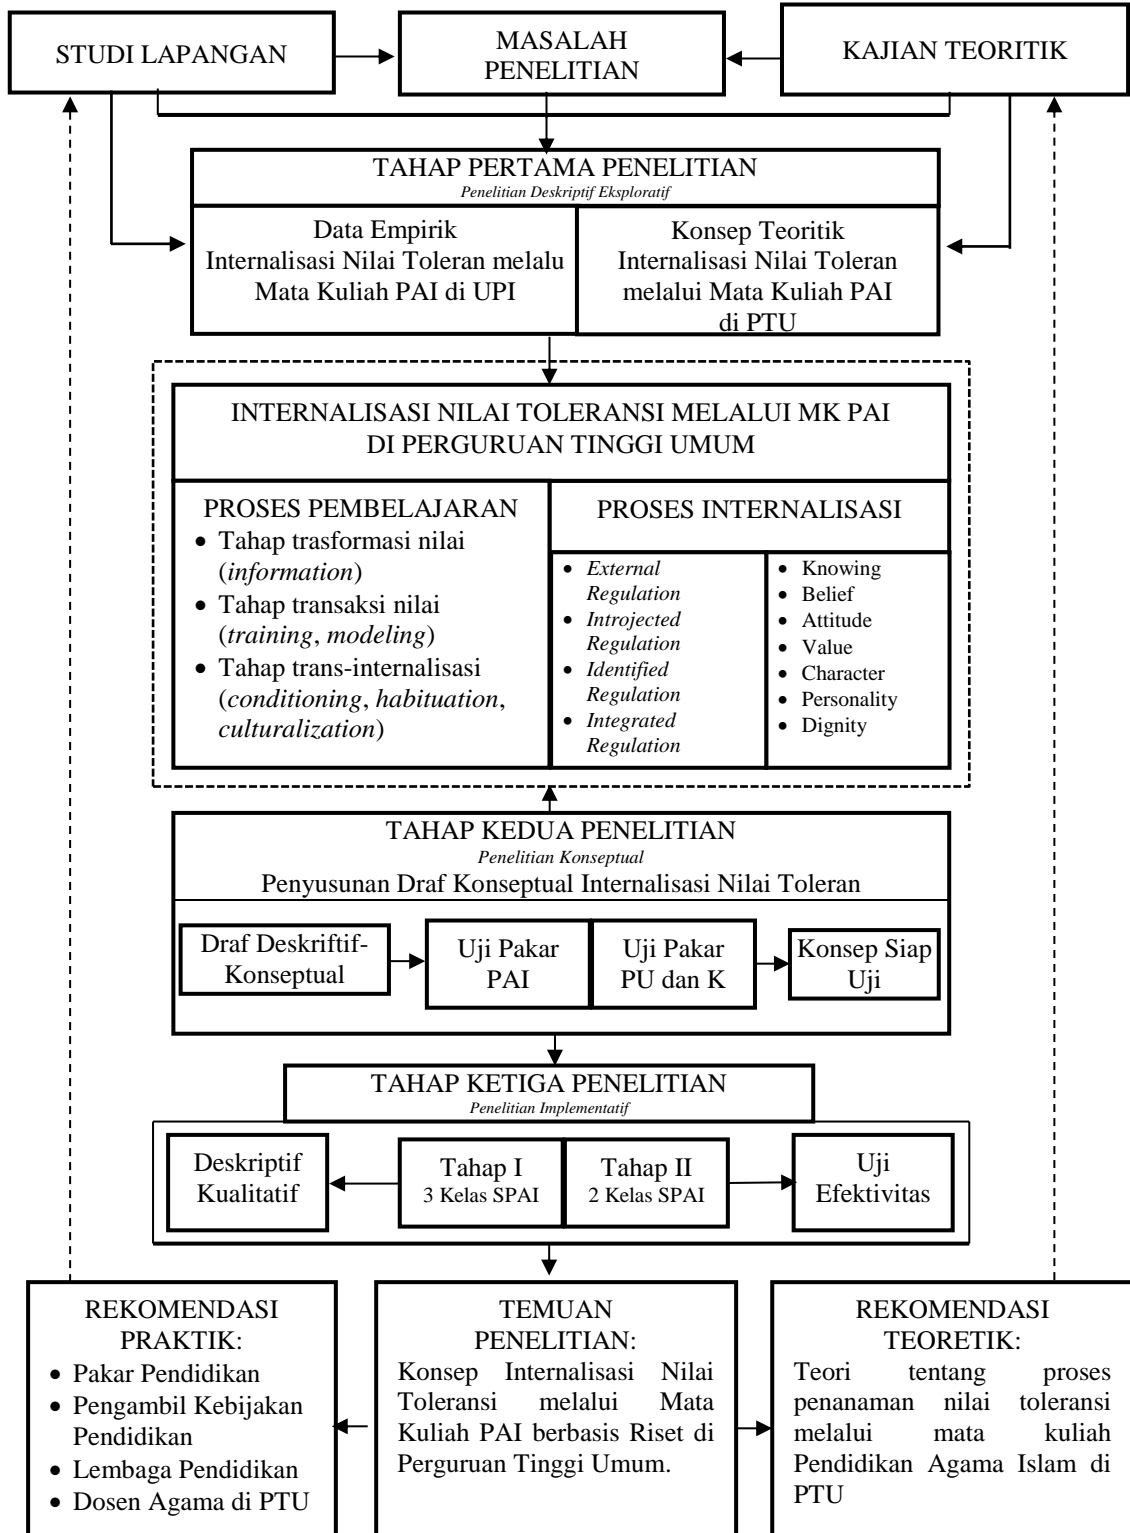 STUDI LAPANGAN
MASALAH
PENELITIAN
KAJIAN TEORITIK
TAHAP PERTAMA PENELITIAN
Penelitian Deskriptif Eksploratif
Data Empirik
Internalisasi Nilai Toleran melalu
Mata Kuliah PAI di UPI
Konsep Teoritik
Internalisasi Nilai Toleran
melalui Mata Kuliah PAI
di PTU
INTERNALISASI NILAI TOLERANSI MELALUI MK PAI
DI PERGURUAN TINGGI UMUM
PROSES PEMBELAJARAN
• Tahap trasformasi nilai
(information)
• Tahap transaksi nilai
(training, modeling)
• Tahap trans-internalisasi
(conditioning, habituation,
culturalization)
PROSES INTERNALISASI
• External
Regulation
• Introjected
Regulation
• Identified
Regulation
• Integrated
Regulation
• Knowing
• Belief
• Attitude
• Value
• Character
• Personality
• Dignity
TAHAP KEDUA PENELITIAN
Penelitian Konseptual
Penyusunan Draf Konseptual Internalisasi Nilai Toleran
Draf Deskriftif-
Konseptual
Uji Pakar
PAI
Uji Pakar
PU dan K
Konsep Siap
Uji
TAHAP KETIGA PENELITIAN
Penelitian Implementatif
Deskriptif
Kualitatif
Tahap I
3 Kelas SPAI
Tahap II
2 Kelas SPAI
Uji
Efektivitas
REKOMENDASI
PRAKTIK:
• Pakar Pendidikan
• Pengambil Kebijakan
Pendidikan
• Lembaga Pendidikan
• Dosen Agama di PTU
TEMUAN
PENELITIAN:
Konsep Internalisasi Nilai
Toleransi melalui Mata
Kuliah PAI berbasis Riset di
Perguruan Tinggi Umum.
REKOMENDASI
TEORETIK:
Teori tentang proses
penanaman nilai toleransi
melalui mata kuliah
Pendidikan Agama Islam di
PTU